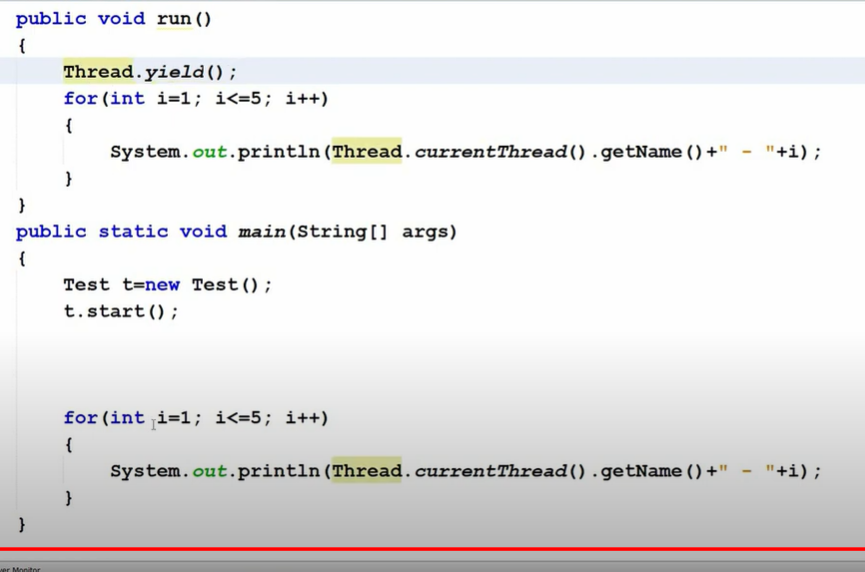 public void run()
{
Thread.yield();
for(int i=1; i<=5; i++)
{
System.out.println(Thread.currentThread().getName()+" - "+i);
}
}
public static void main(String[] args)
{
Test t=new Test();
t.start();
for(int i=1; i<=5; i++)
{
System.out.println(Thread.currentThread().getName()+" - "+i);
}
}
Monitor